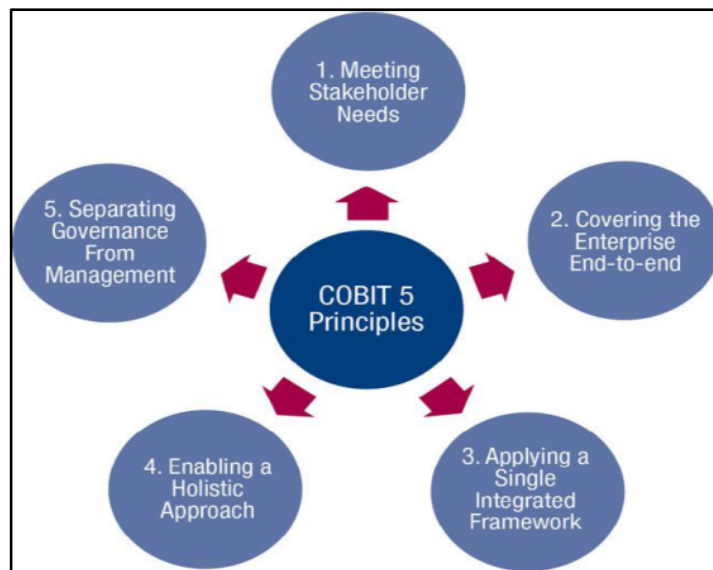 1. Meeting
Stakeholder
Needs
5. Separating
Governance
From
Management
2. Covering the
Enterprise
End-to-end
COBIT 5
Principles
4. Enabling a
Holistic
Approach
3. Applying a
Single
Integrated
Framework